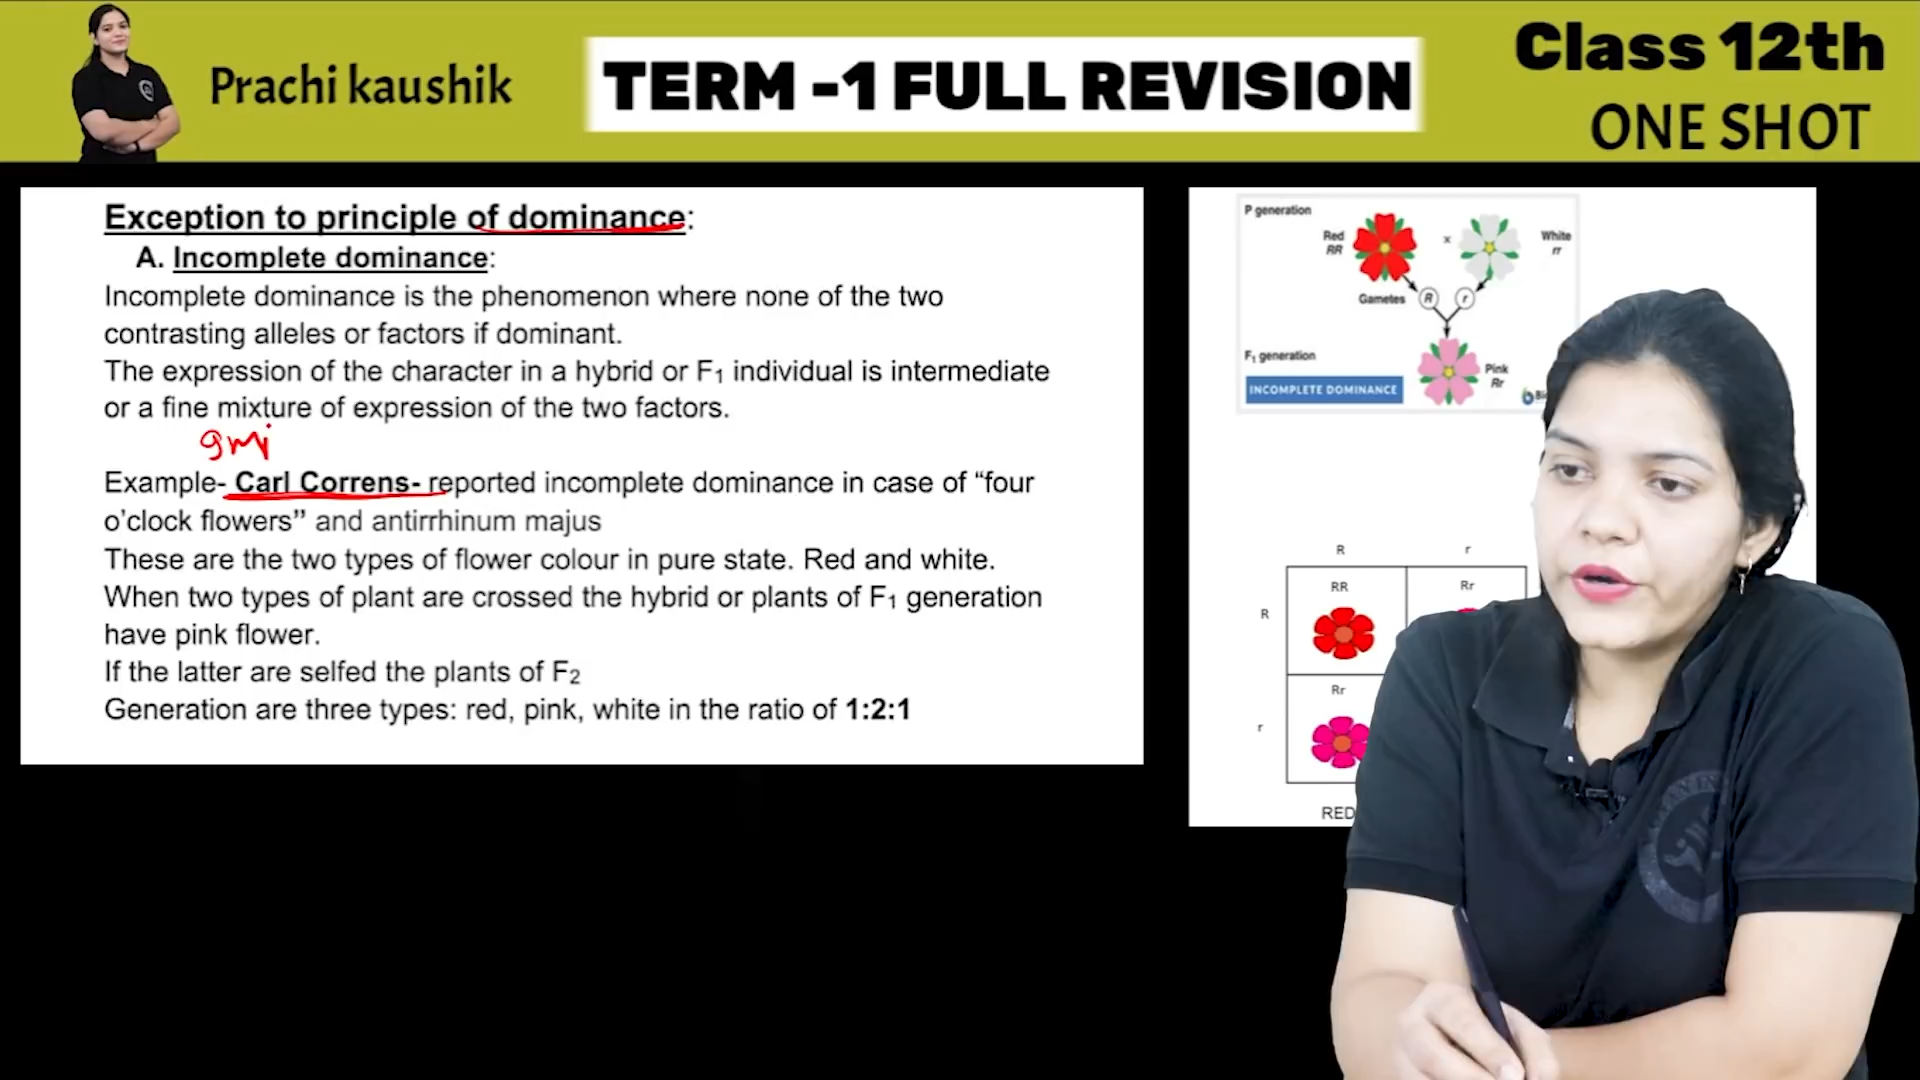 Prachi kaushik
TERM -1 FULL REVISION
Class 12th
ONE SHOT
Exception to principle of dominance:
A. Incomplete dominance:
Incomplete dominance is the phenomenon where none of the two
contrasting alleles or factors if dominant.
The expression of the character in a hybrid or F₁ individual is intermediate
or a fine mixture of expression of the two factors.
Example- Carl Correns- reported incomplete dominance in case of “four
o’clock flowers” and antirrhinum majus
These are the two types of flower colour in pure state. Red and white.
When two types of plant are crossed the hybrid or plants of F₁ generation
have pink flower.
If the latter are selfed the plants of F₂
Generation are three types: red, pink, white in the ratio of 1:2:1
P generation
Red
RR
x
White
rr
Gametes
R
r
F₁ generation
Pink
Rr
INCOMPLETE DOMINANCE
R
r
RR
Rr
R
Rr
r
RED